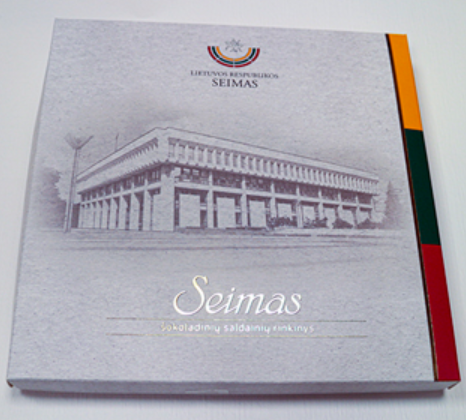 LIETUVOS RESPUBLIKOS
SEIMAS
Seimas
šokoladinių saldainių rinkinys